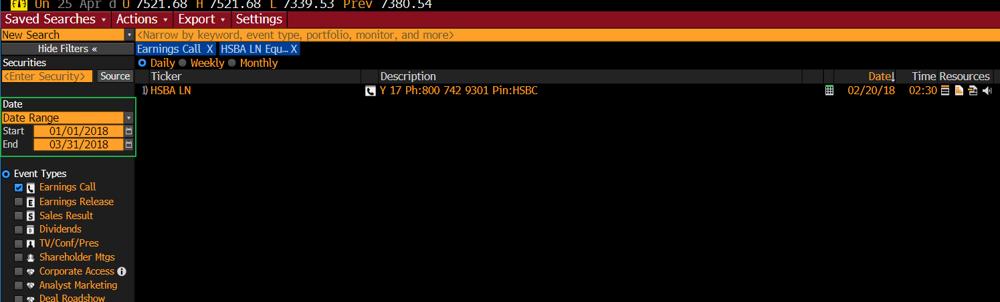 Un 25 Apr d O 7521.68 H 7521.68 L 7339.53 Prev 7380.54
Saved Searches Actions Export Settings
New Search <Narrow by keyword, event type, portfolio, monitor, and more>
Hide Filters « Earnings Call X HSBA LN Equ... X
Securities Daily Weekly Monthly
<Enter Security> Source Ticker Description Date↓ Time Resources
1) HSBA LN Y 17 Ph:800 742 9301 Pin:HSBC 02/20/18 02:30
Date
Date Range
Start 01/01/2018
End 03/31/2018
Event Types
Earnings Call
E Earnings Release
S Sales Result
D Dividends
TV/Conf/Pres
Shareholder Mtgs
Corporate Access i
Analyst Marketing
Deal Roadshow